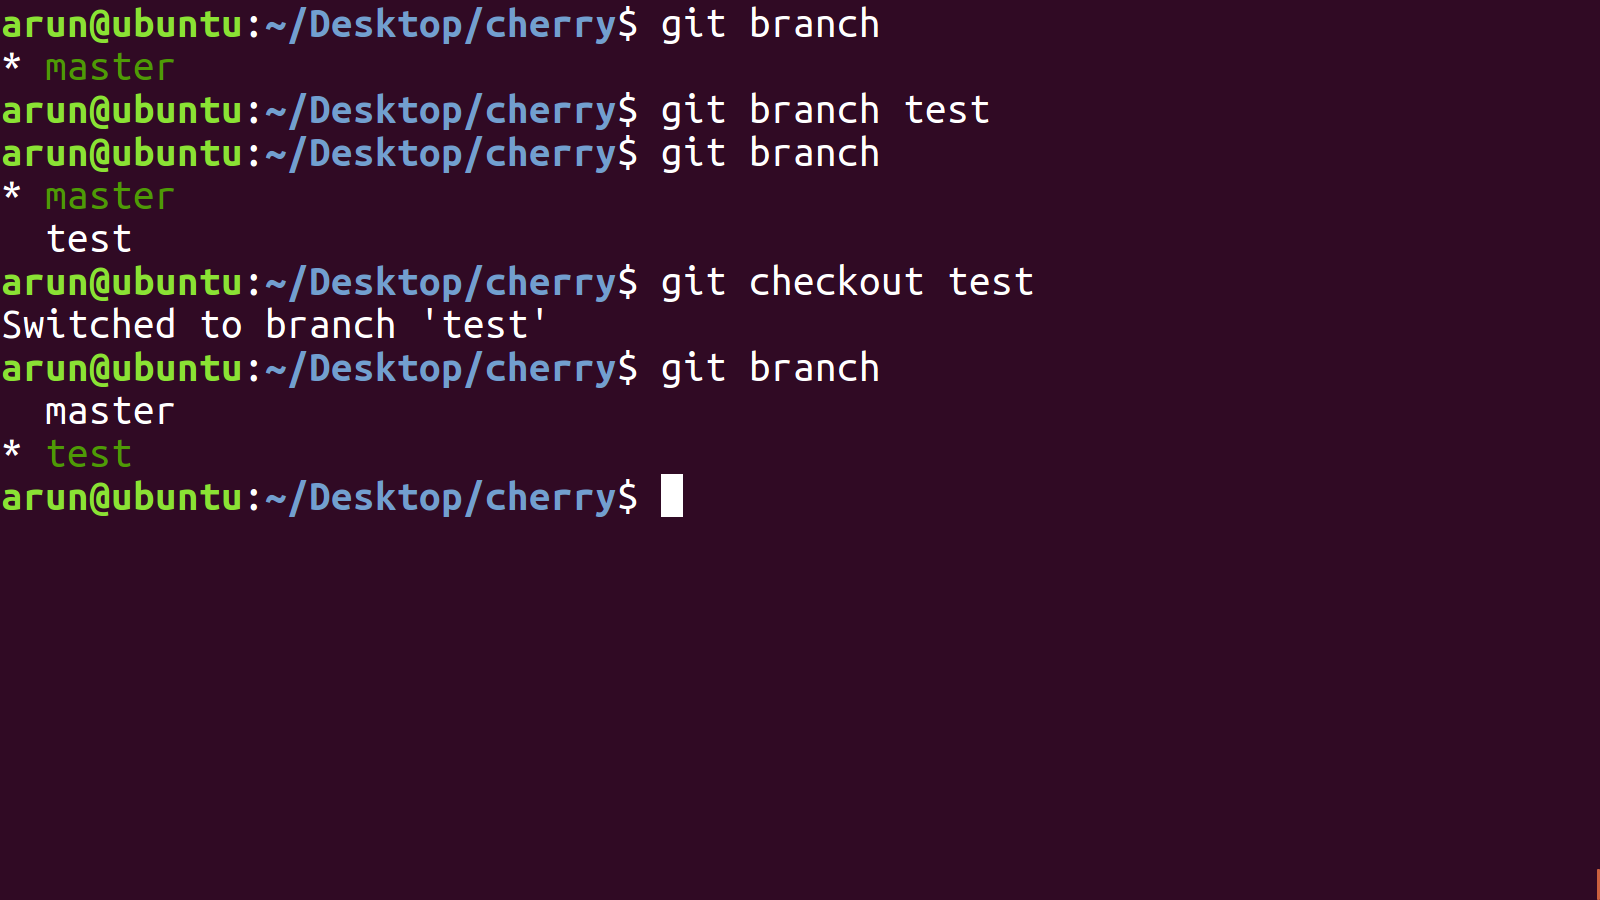 arun@ubuntu:~/Desktop/cherry$ git branch
* master
arun@ubuntu:~/Desktop/cherry$ git branch test
arun@ubuntu:~/Desktop/cherry$ git branch
* master
  test
arun@ubuntu:~/Desktop/cherry$ git checkout test
Switched to branch 'test'
arun@ubuntu:~/Desktop/cherry$ git branch
  master
* test
arun@ubuntu:~/Desktop/cherry$